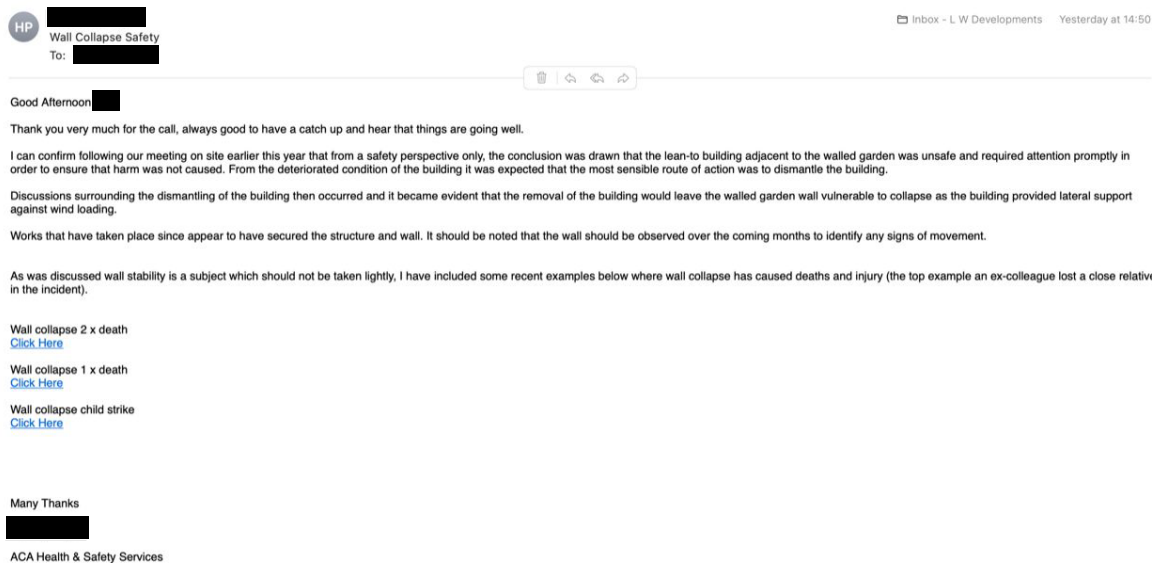 HP
Inbox - L W Developments Yesterday at 14:50
Wall Collapse Safety
To:
Good Afternoon
Thank you very much for the call, always good to have a catch up and hear that things are going well.
I can confirm following our meeting on site earlier this year that from a safety perspective only, the conclusion was drawn that the lean-to building adjacent to the walled garden was unsafe and required attention promptly in
order to ensure that harm was not caused. From the deteriorated condition of the building it was expected that the most sensible route of action was to dismantle the building.
Discussions surrounding the dismantling of the building then occurred and it became evident that the removal of the building would leave the walled garden wall vulnerable to collapse as the building provided lateral support
against wind loading.
Works that have taken place since appear to have secured the structure and wall. It should be noted that the wall should be observed over the coming months to identify any signs of movement.
As was discussed wall stability is a subject which should not be taken lightly, I have included some recent examples below where wall collapse has caused deaths and injury (the top example an ex-colleague lost a close relative
in the incident).
Wall collapse 2 x death
Click Here
Wall collapse 1 x death
Click Here
Wall collapse child strike
Click Here
Many Thanks
ACA Health & Safety Services